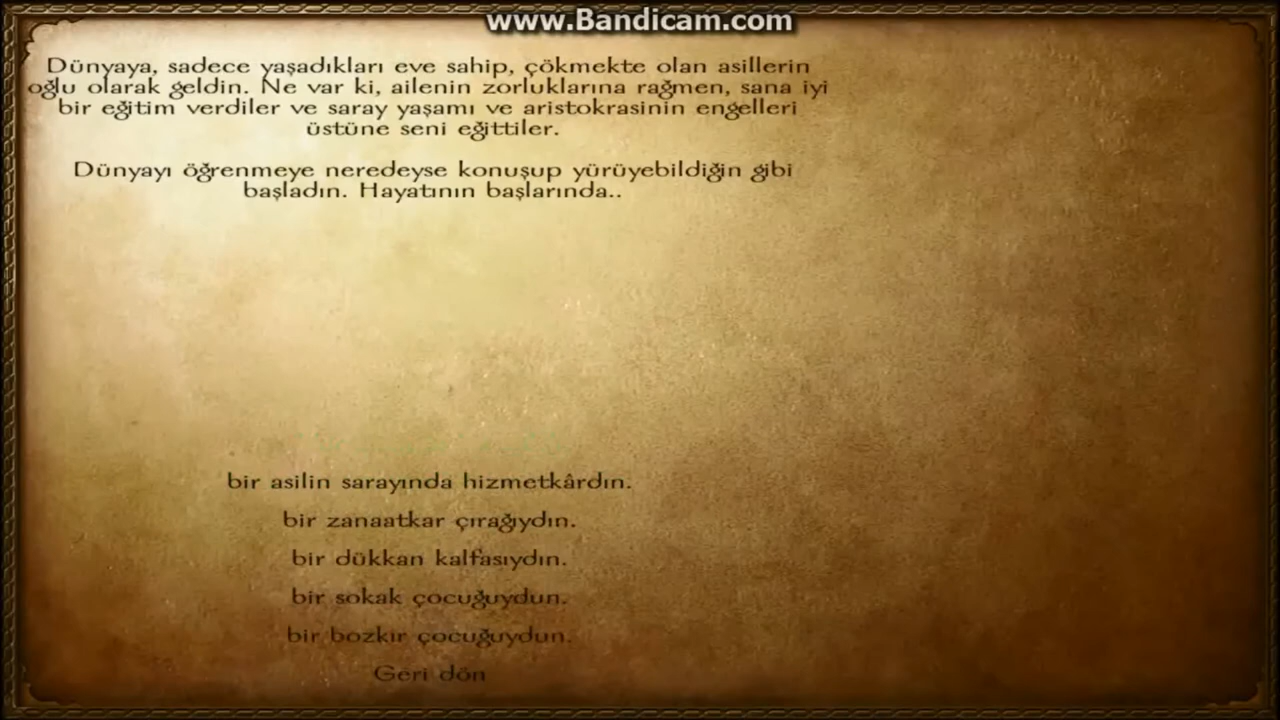 www.Bandicam.com
Dünyaya, sadece yaşadıkları eve sahip, çökmekte olan asillerin
oğlu olarak geldin. Ne var ki, ailenin zorluklarına rağmen, sana iyi
bir eğitim verdiler ve saray yaşamı ve aristokrasinin engelleri
üstüne seni eğittiler.
Dünyayı öğrenmeye neredeyse konuşup yürüyebildiğin gibi
başladın. Hayatının başlarında..
bir asilin sarayında hizmetkârdın.
bir zanaatkar çırağıydın.
bir dükkan kalfasıydın.
bir sokak çocuğuydun.
bir bozkır çocuğuydun.
Geri dön